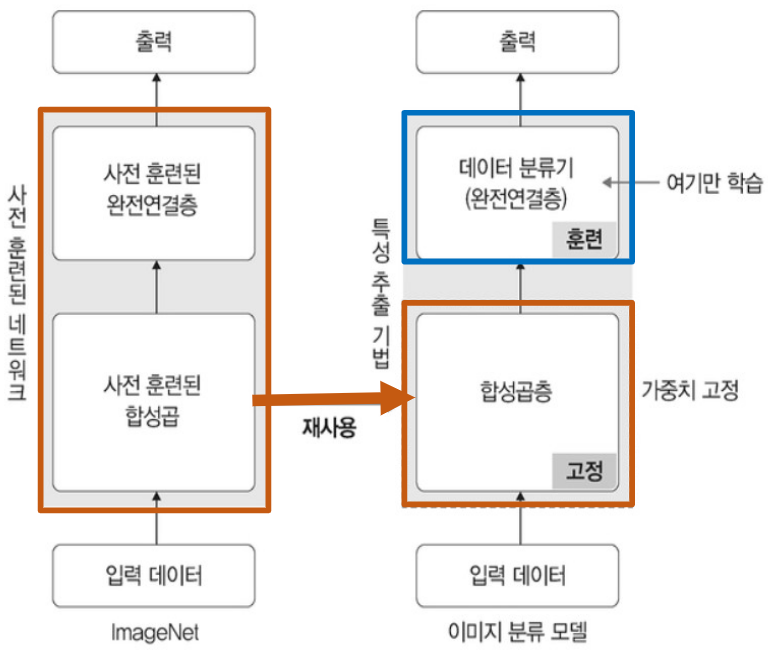 출력
사전 훈련된
완전연결층
사전 훈련된
합성곱
입력 데이터
ImageNet
사전 훈련된 네트워크
재사용
출력
데이터 분류기
(완전연결층)
훈련
여기만 학습
특성 추출 기법
합성곱층
고정
가중치 고정
입력 데이터
이미지 분류 모델